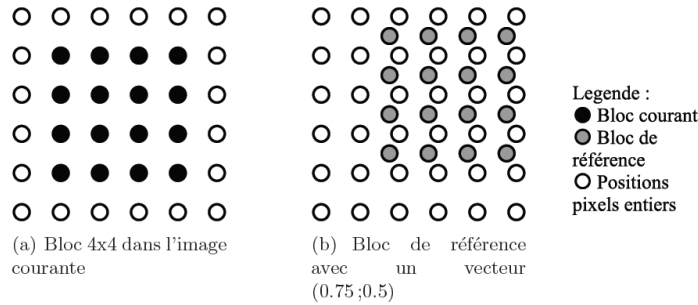 Legende :
Bloc courant
Bloc de
référence
Positions
pixels entiers
(a) Bloc 4x4 dans l'image
courante
(b) Bloc de référence
avec un vecteur
(0.75 ;0.5)